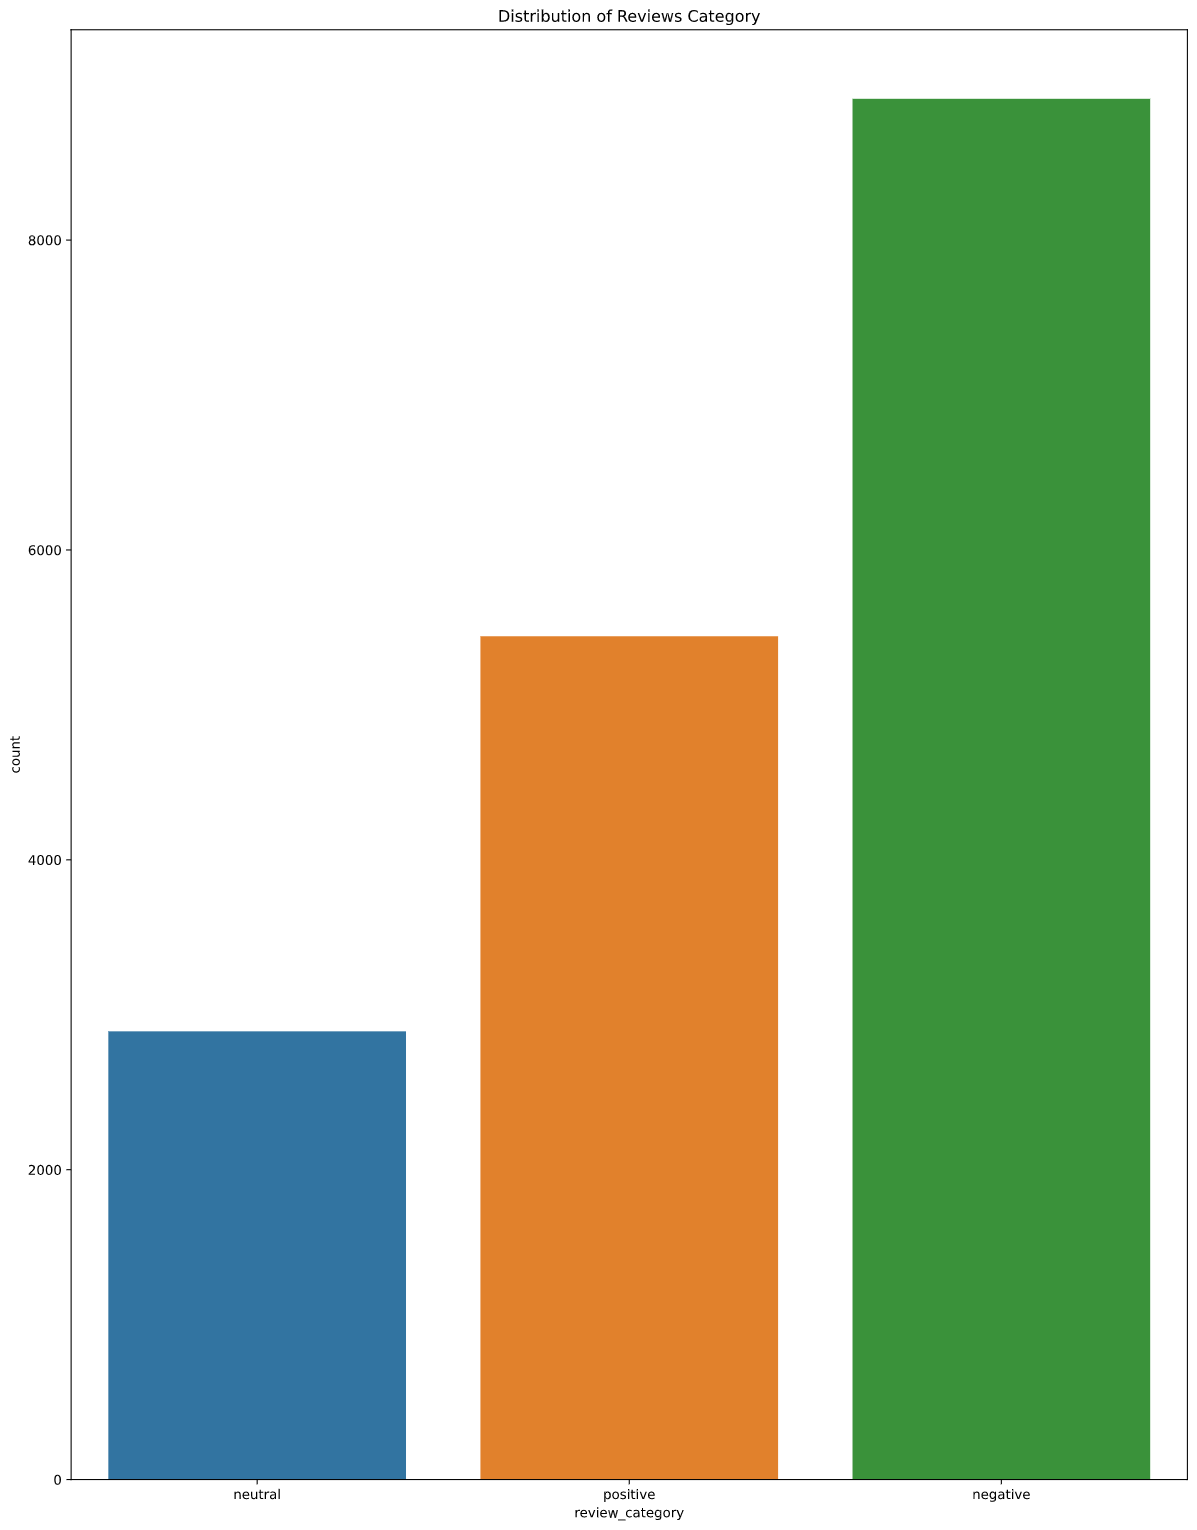 Distribution of Reviews Category
8000
6000
4000
2000
0
count
neutral
positive
negative
review_category